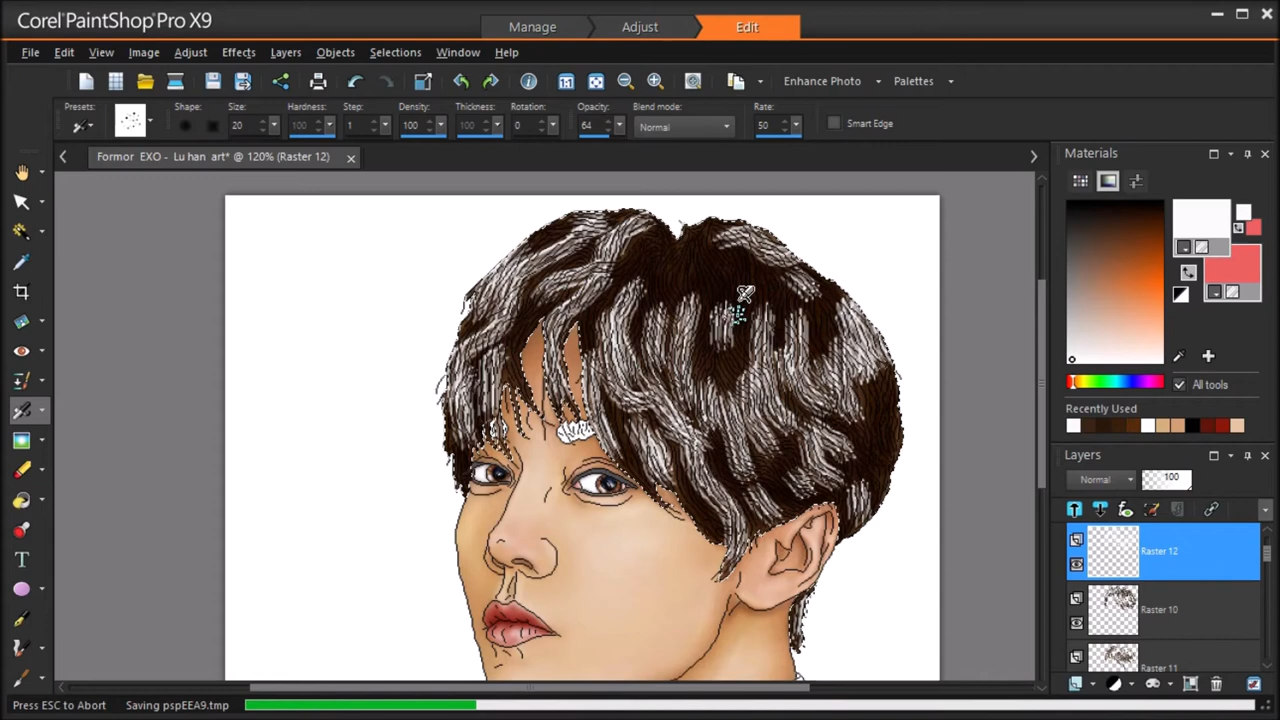 Corel PaintShop Pro X9
Manage Adjust Edit
File Edit View Image Adjust Effects Layers Objects Selections Window Help
Enhance Photo Palettes
Presets: Shape: Size: Hardness: Step: Density: Thickness: Rotation: Opacity: Blend mode: Rate:
20 100 1 100 100 0 64 Normal 50 Smart Edge
Formor EXO - Lu han art* @ 120% (Raster 12)
Materials
All tools
Recently Used
Layers
Normal 100
Raster 12
Raster 10
Raster 11
Press ESC to Abort Saving pspEEA9.tmp